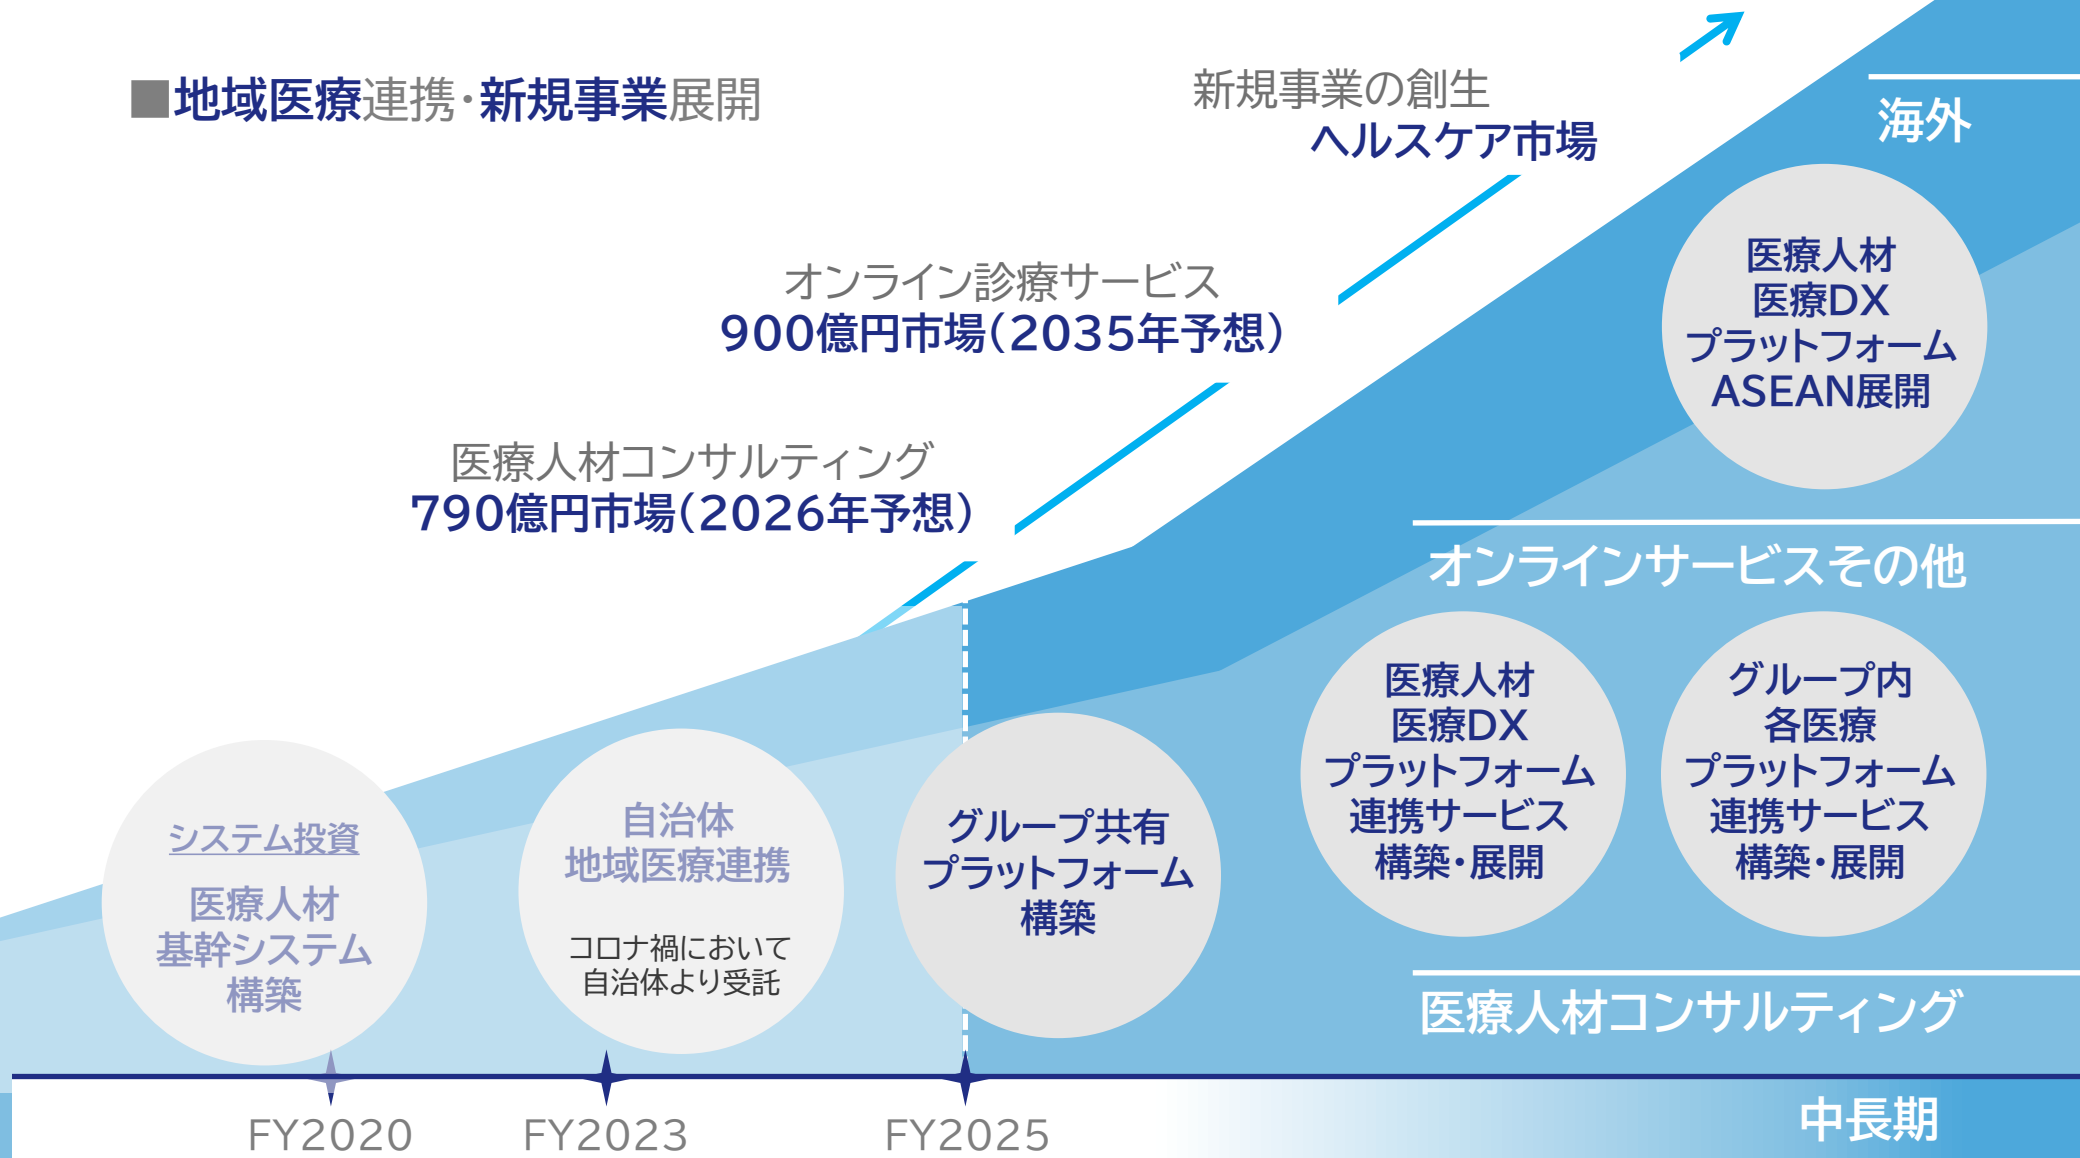 ■地域医療連携・新規事業展開
新規事業の創生
ヘルスケア市場
オンライン診療サービス
900億円市場(2035年予想)
医療人材コンサルティング
790億円市場(2026年予想)
海外
医療人材
医療DX
プラットフォーム
ASEAN展開
オンラインサービスその他
医療人材
医療DX
プラットフォーム
連携サービス
構築・展開
グループ内
各医療
プラットフォーム
連携サービス
構築・展開
システム投資
医療人材
基幹システム
構築
自治体
地域医療連携
コロナ禍において
自治体より受託
グループ共有
プラットフォーム
構築
医療人材コンサルティング
FY2020
FY2023
FY2025
中長期